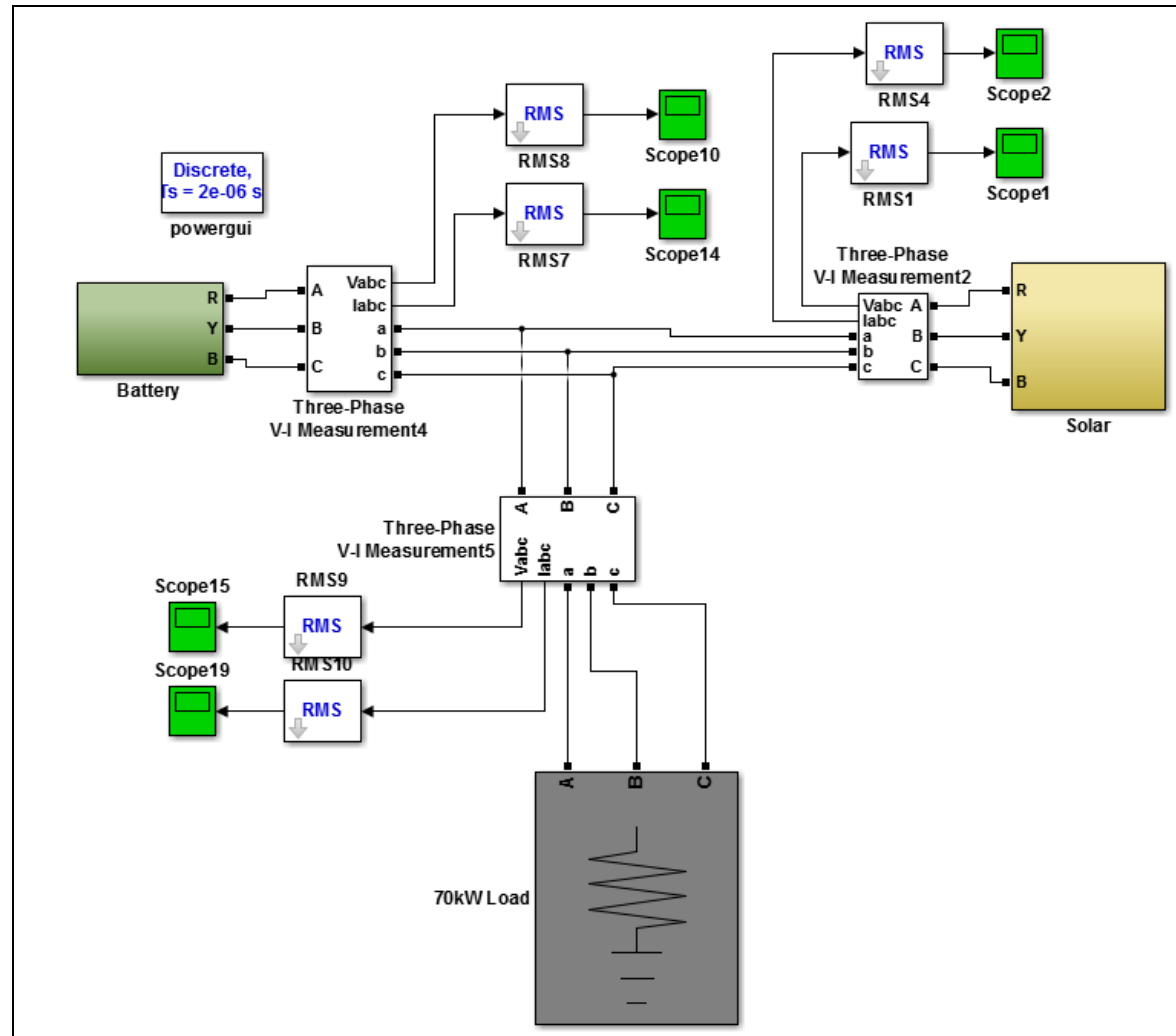 RMS
RMS4
Scope2
RMS
RMS8
Scope10
RMS
RMS1
Scope1
Discrete,
Ts = 2e-06 s
powergui
RMS
RMS7
Scope14
Three-Phase
V-I Measurement2
R
Y
B
Battery
A
B
C
Vabc
Iabc
a
b
c
Three-Phase
V-I Measurement4
Vabc
Iabc
a
b
c
A
B
C
R
Y
B
Solar
A
B
C
Three-Phase
V-I Measurement5
Vabc
Iabc
a
b
c
Scope15
RMS9
RMS
Scope19
RMS10
RMS
A
B
C
70kW Load